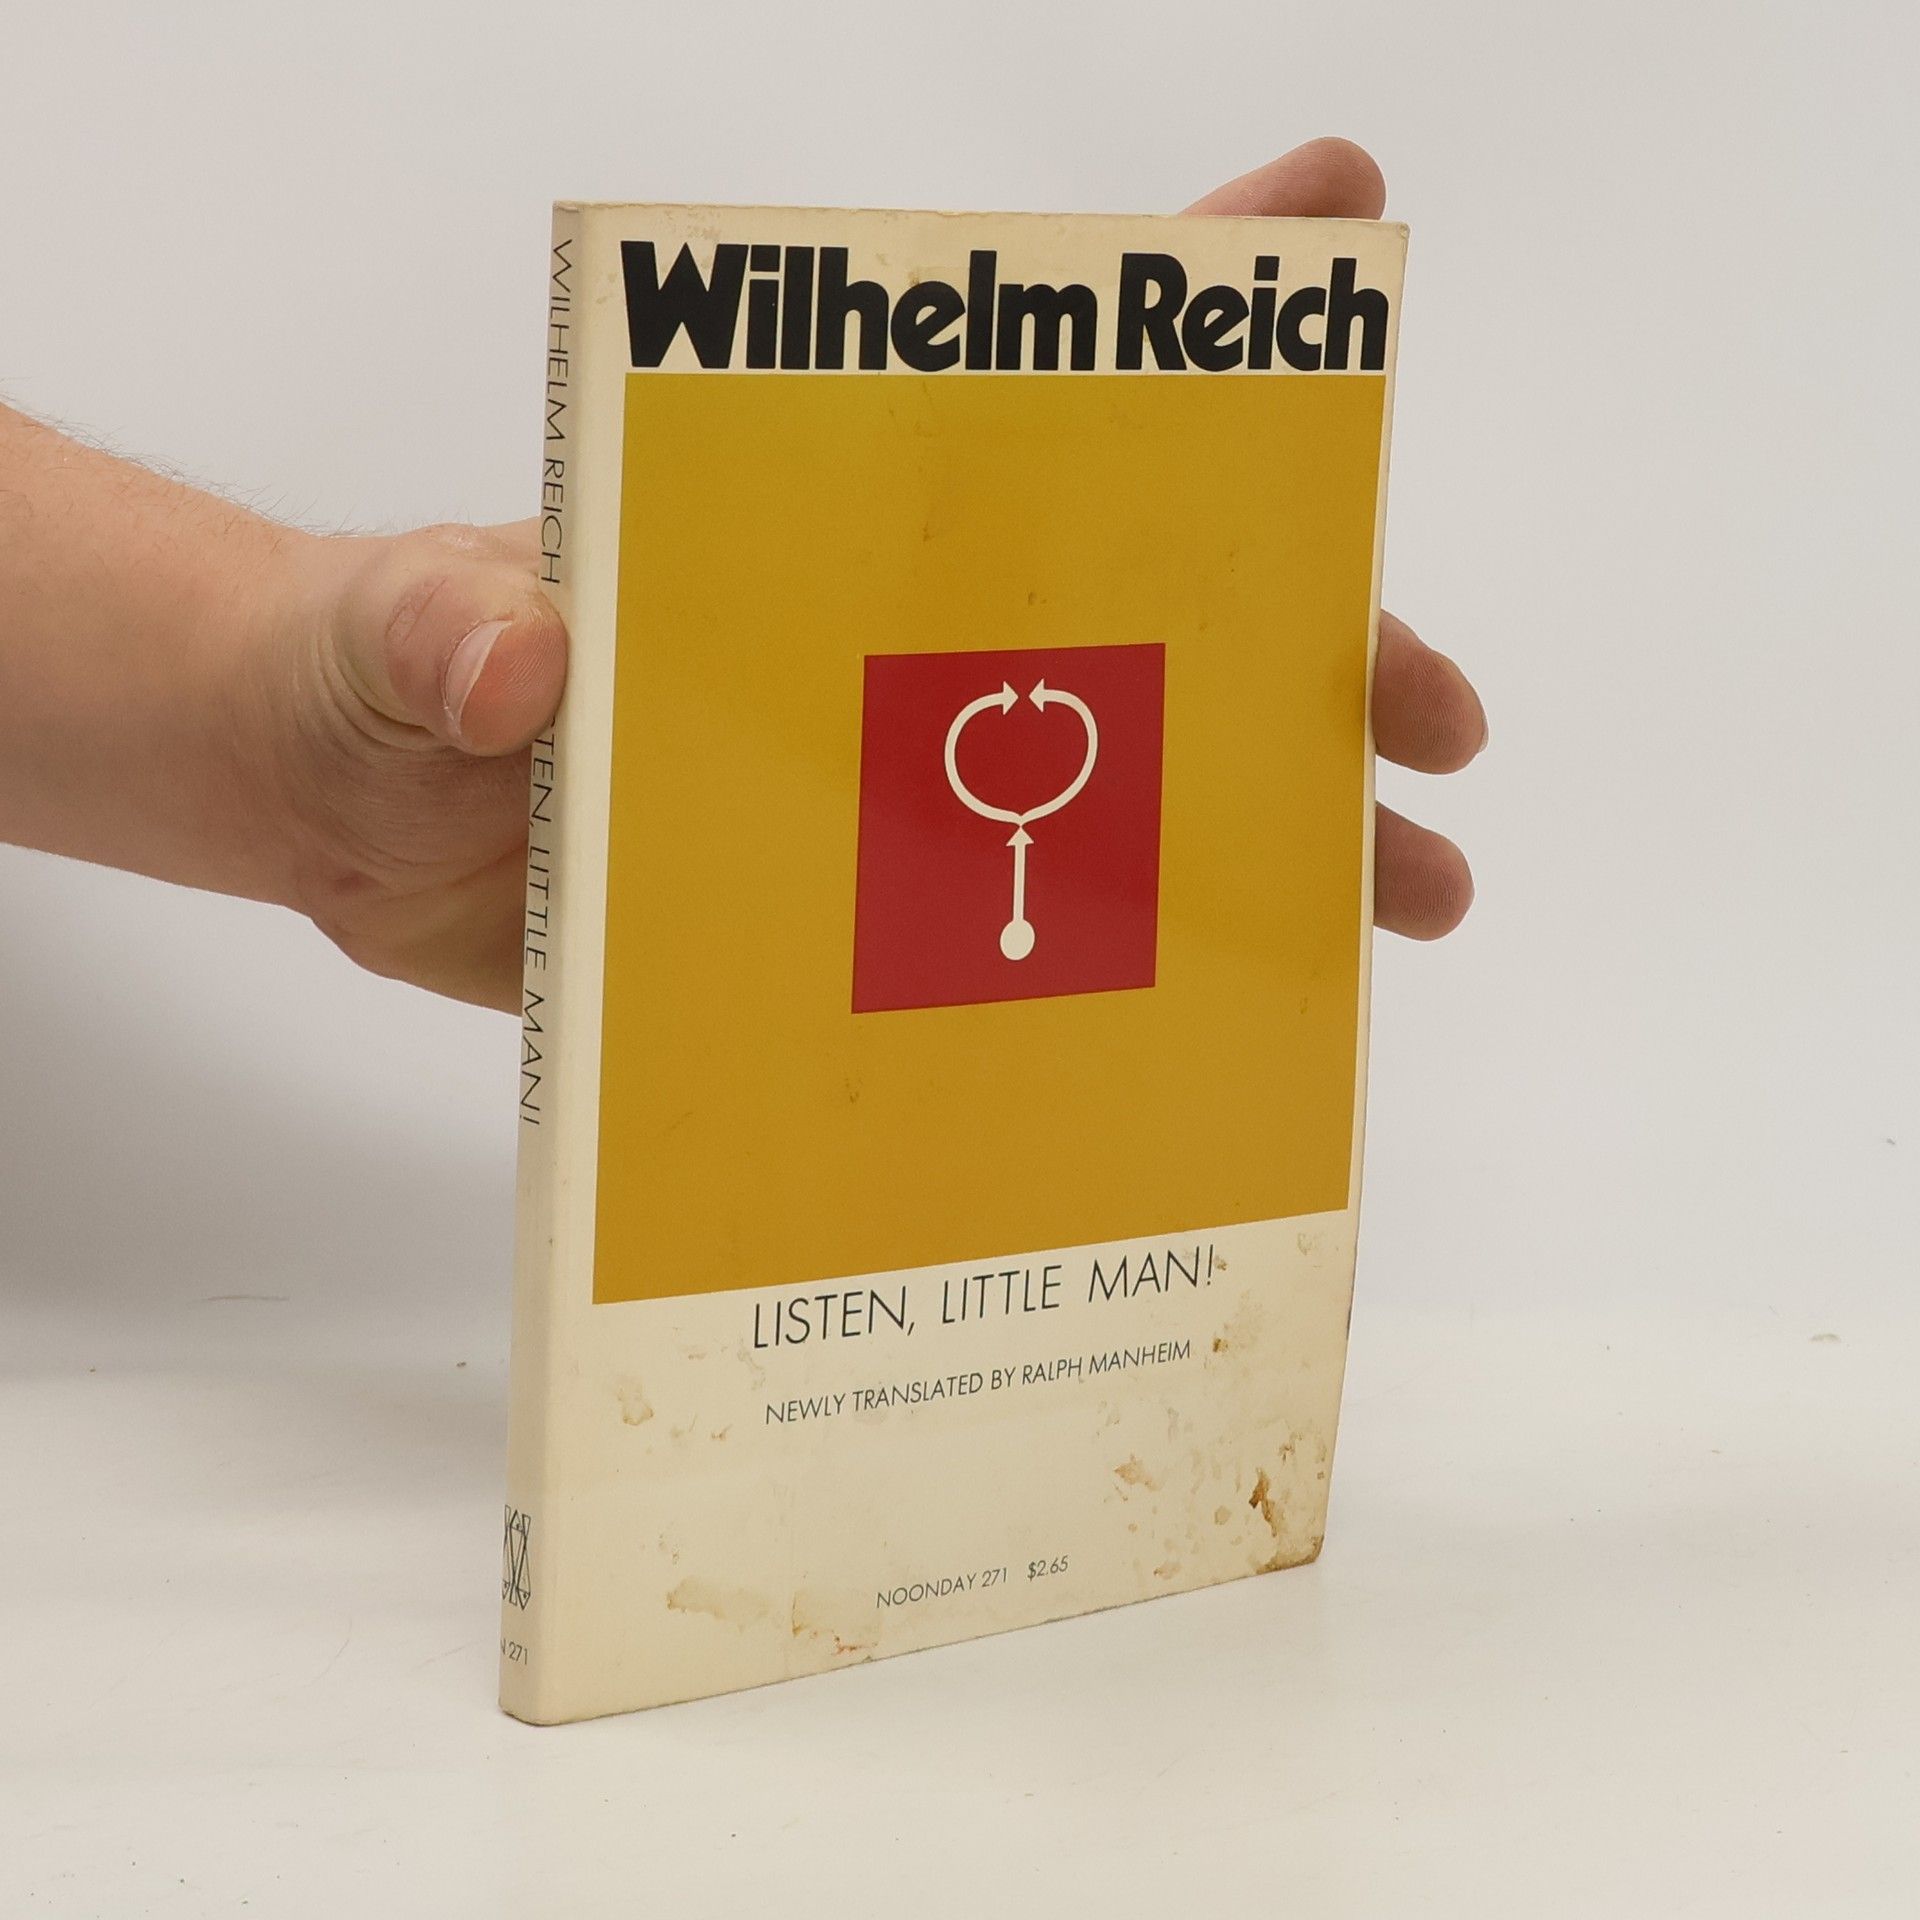 Wilhelm Reich
LISTEN, LITTLE MAN!
NEWLY TRANSLATED BY RALPH MANHEIM
NOONDAY 271 $2.65
WILHELM REICH
LITTLE MAN!
271